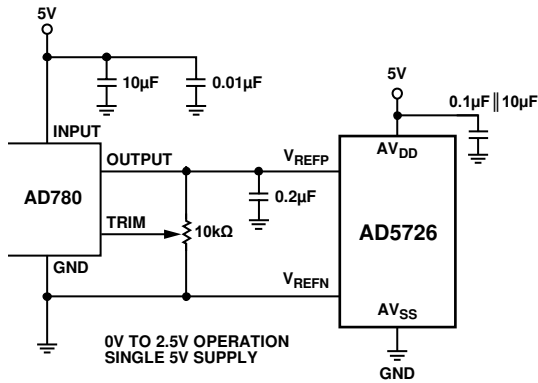 5V
10µF
0.01µF
INPUT
OUTPUT
AD780
TRIM
10kΩ
GND
V_REFP
0.2µF
V_REFN
5V
0.1µF║10µF
AV_DD
AD5726
AV_SS
GND
0V TO 2.5V OPERATION
SINGLE 5V SUPPLY